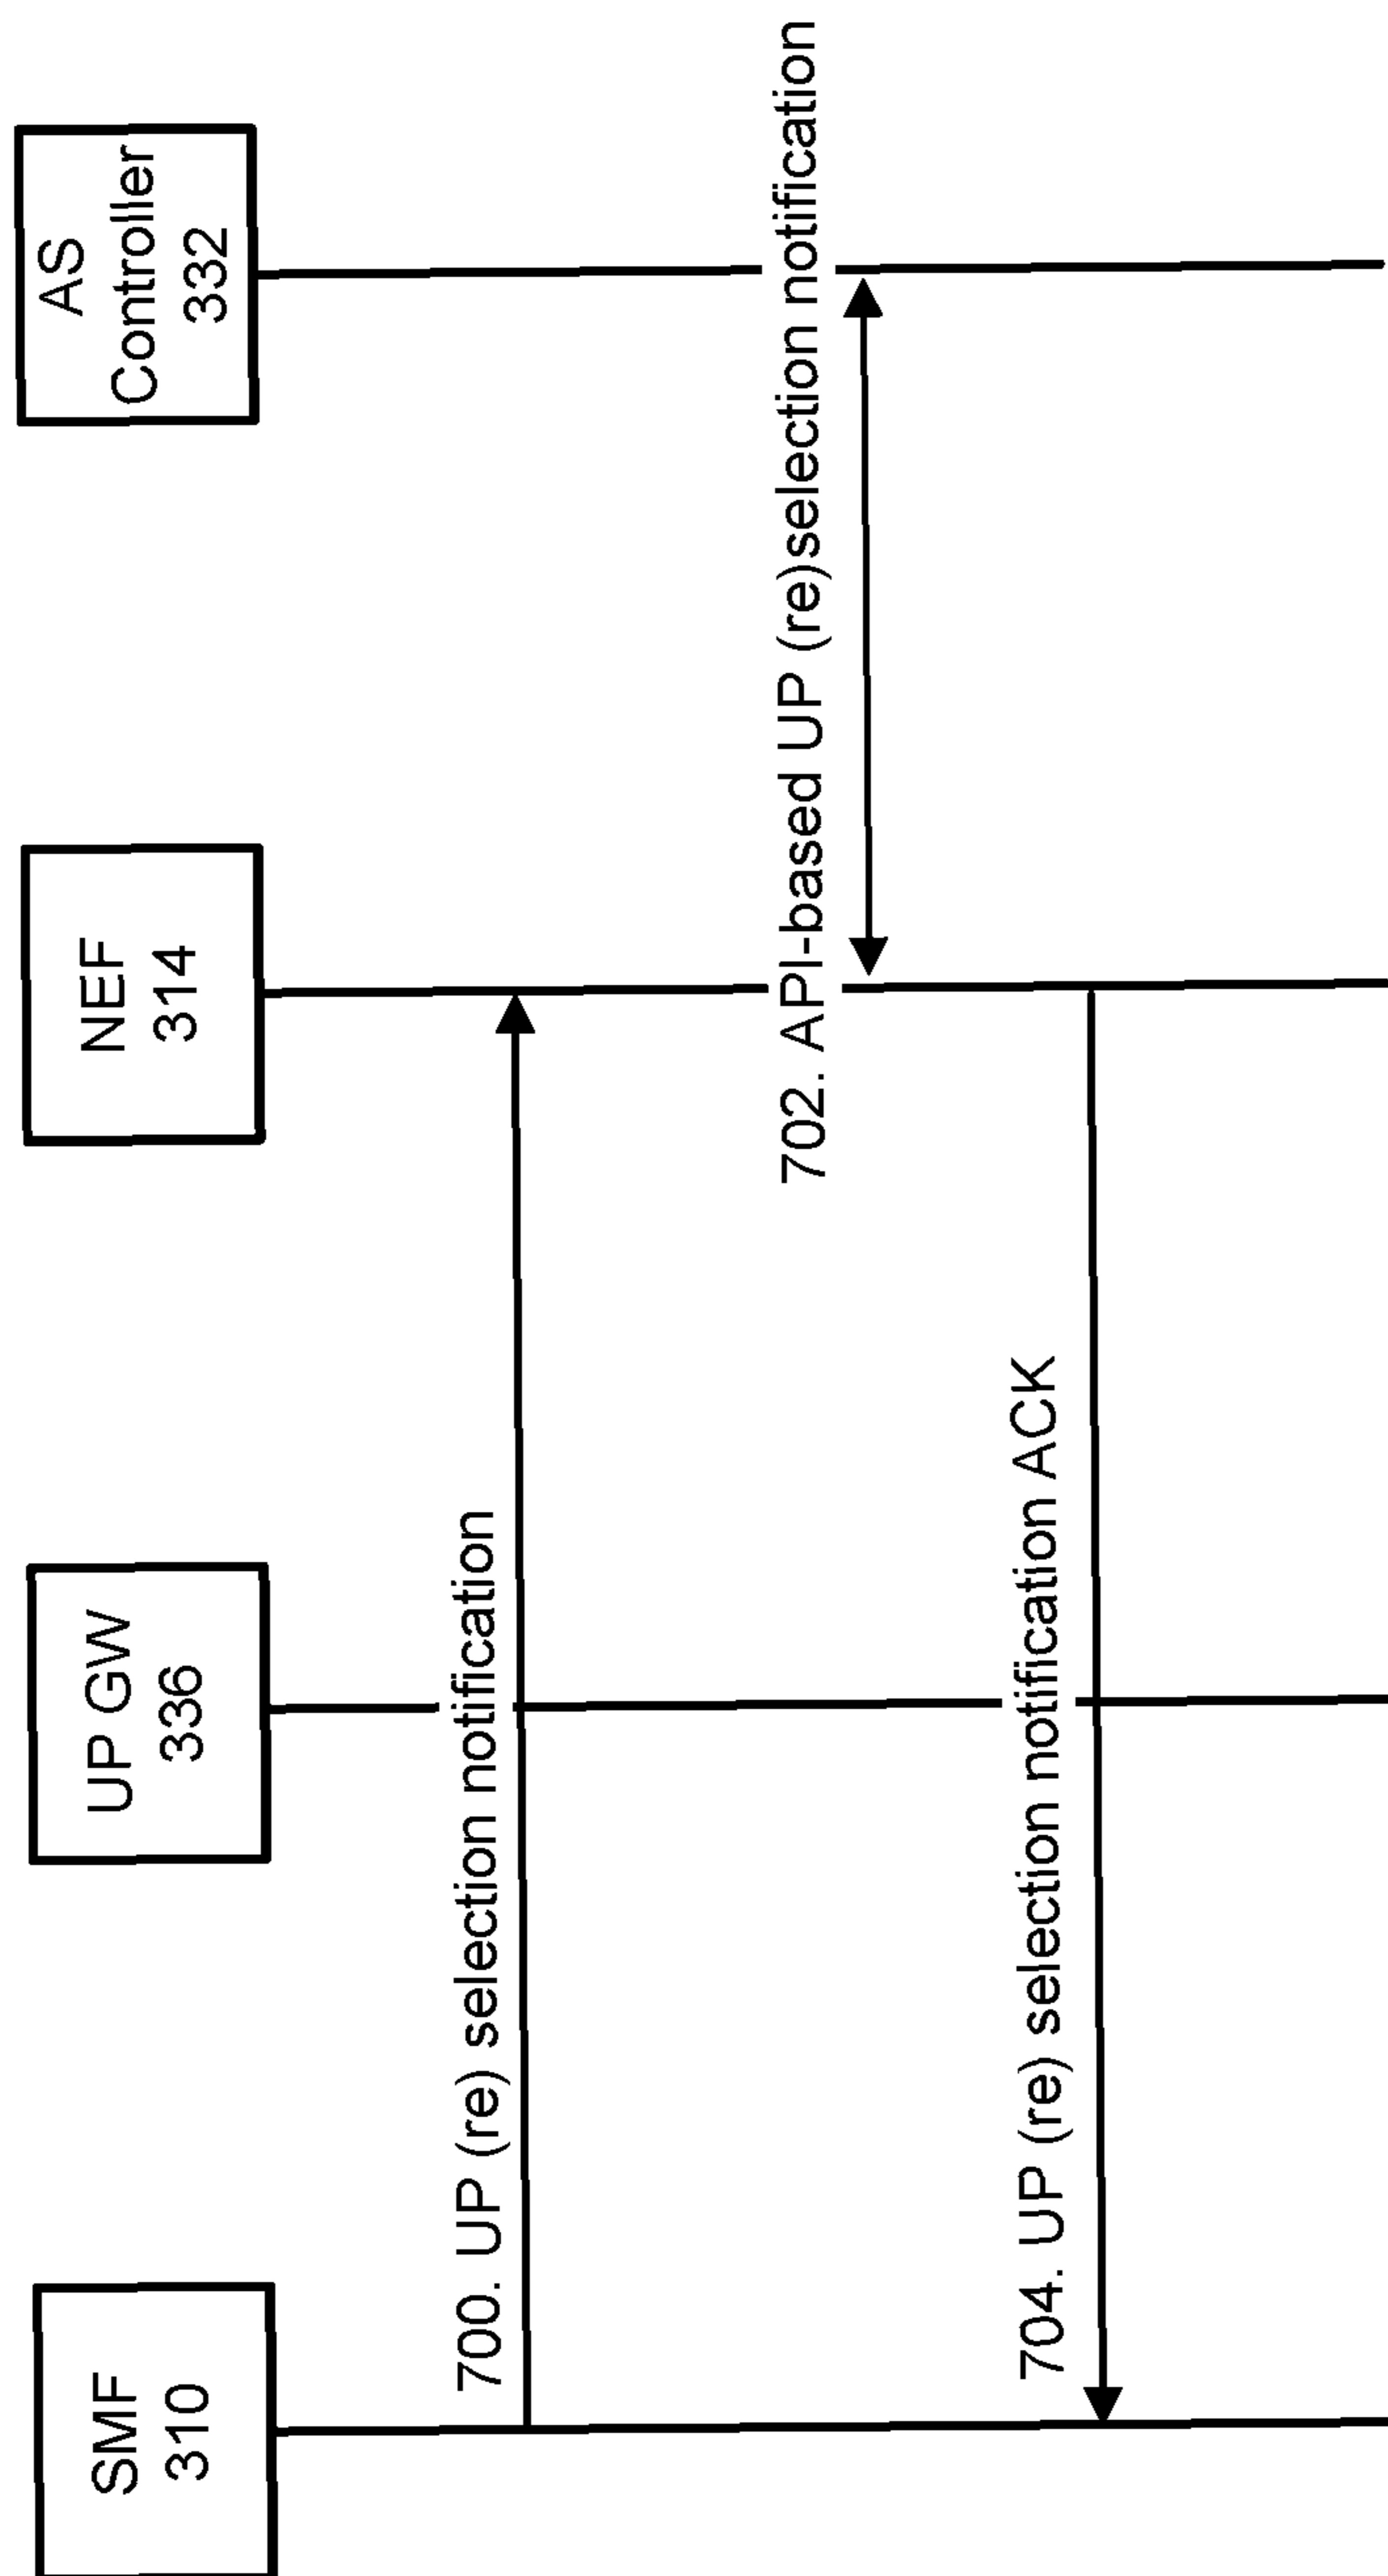 SMF
310
UP GW
336
NEF
314
AS
Controller
332
700. UP (re) selection notification
702. API-based UP (re)selection notification
704. UP (re) selection notification ACK